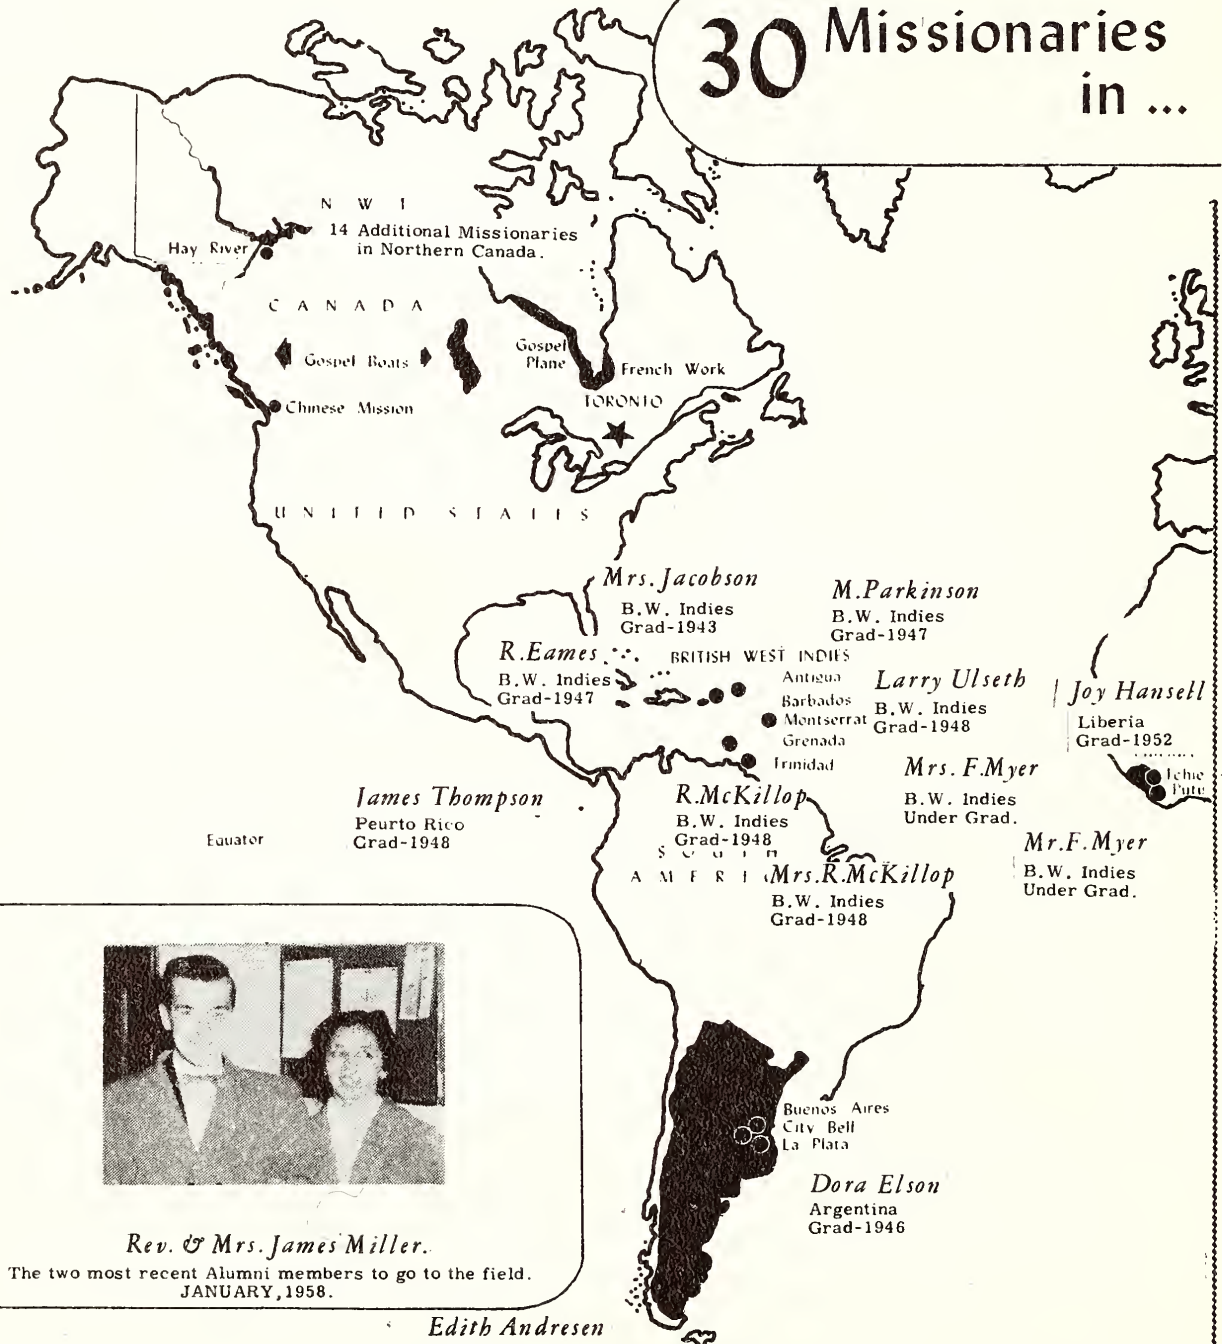 30 Missionaries
in ...
N W T
14 Additional Missionaries
in Northern Canada.
Hay River
CANADA
Gospel Boats
Gospel
Plane
French Work
TORONTO
Chinese Mission
UNITED STATES
Mrs. Jacobson
B.W. Indies
Grad-1943
M. Parkinson
B.W. Indies
Grad-1947
R. Eames
B.W. Indies
Grad-1947
BRITISH WEST INDIES
Antigua
Barbados
Montserrat
Grenada
Trinidad
Larry Ulseth
B.W. Indies
Grad-1948
Joy Hansell
Liberia
Grad-1952
Tchie
Putu
Mrs. F. Myer
B.W. Indies
Under Grad.
James Thompson
Peurto Rico
Grad-1948
R. McKillop
B.W. Indies
Grad-1948
Equator
Mr. F. Myer
B.W. Indies
Under Grad.
SOUTH
AMERI
Mrs. R. McKillop
B.W. Indies
Grad-1948
Buenos Aires
City Bell
La Plata
Dora Elson
Argentina
Grad-1946
Rev. & Mrs. James Miller.
The two most recent Alumni members to go to the field.
JANUARY, 1958.
Edith Andresen